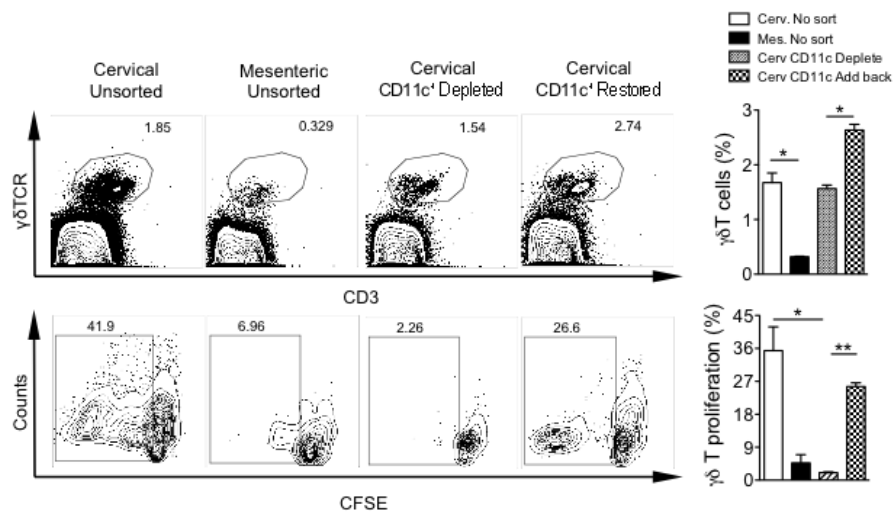 Cerv. No sort
Mes. No sort
Cerv CD11c Deplete
Cerv CD11c Add back
Cervical
Unsorted
Mesenteric
Unsorted
Cervical
CD11c⁺ Depleted
Cervical
CD11c⁺ Restored
1.85
0.329
1.54
2.74
γδTCR
CD3
3
2
1
0
γδT cells (%)
*
*
41.9
6.96
2.26
26.6
Counts
CFSE
45
36
27
18
9
0
γδ T proliferation (%)
*
**